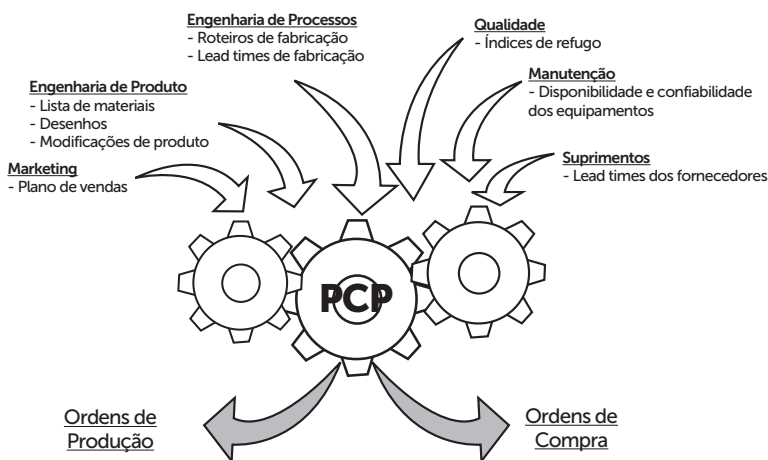 Engenharia de Processos
- Roteiros de fabricação
- Lead times de fabricação
Qualidade
- Índices de refugo
Engenharia de Produto
- Lista de materiais
- Desenhos
- Modificações de produto
Manutenção
- Disponibilidade e confiabilidade
dos equipamentos
Marketing
- Plano de vendas
Suprimentos
- Lead times dos fornecedores
PCP
Ordens de
Produção
Ordens de
Compra